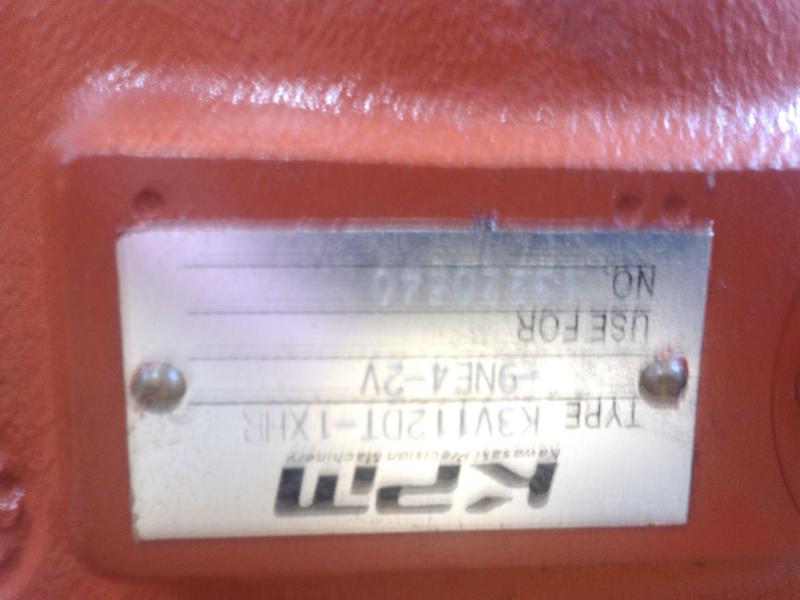 KPM
Kawasaki Precision Machinery
TYPE K3V112DT-1XHR
-9NE4-2V
USE FOR
NO.